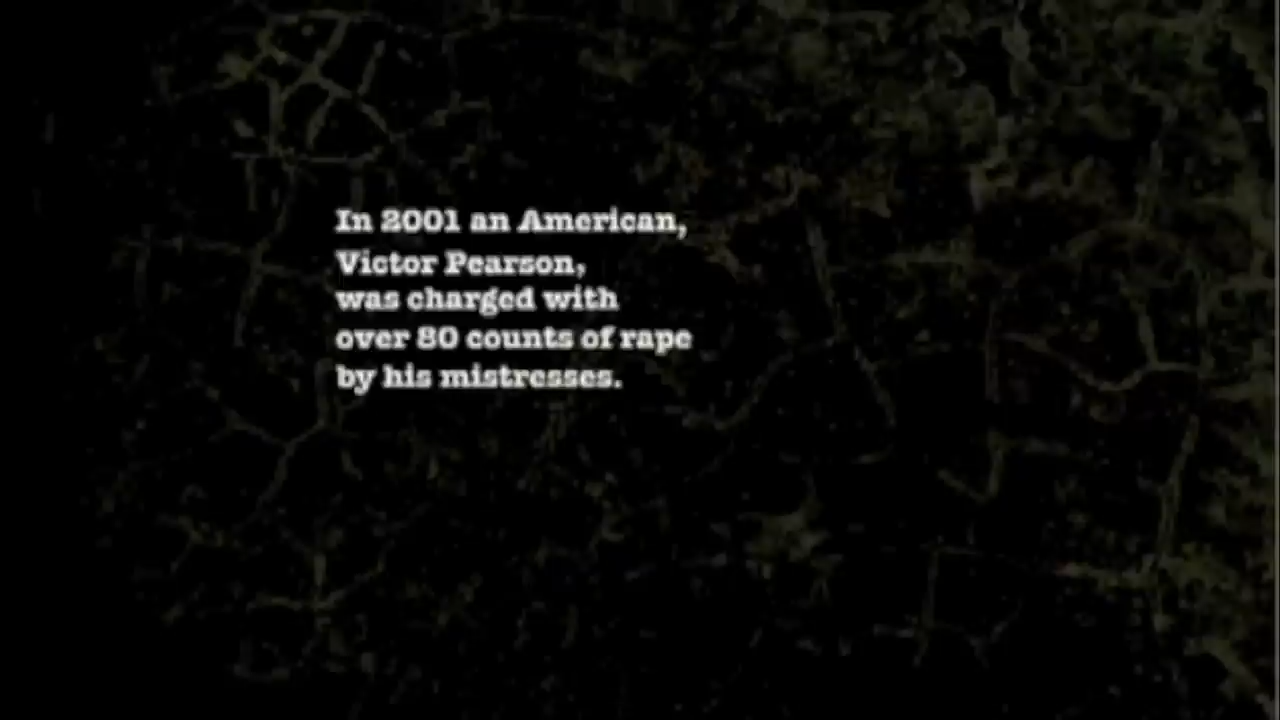 In 2001 an American,
Victor Pearson,
was charged with
over 80 counts of rape
by his mistresses.